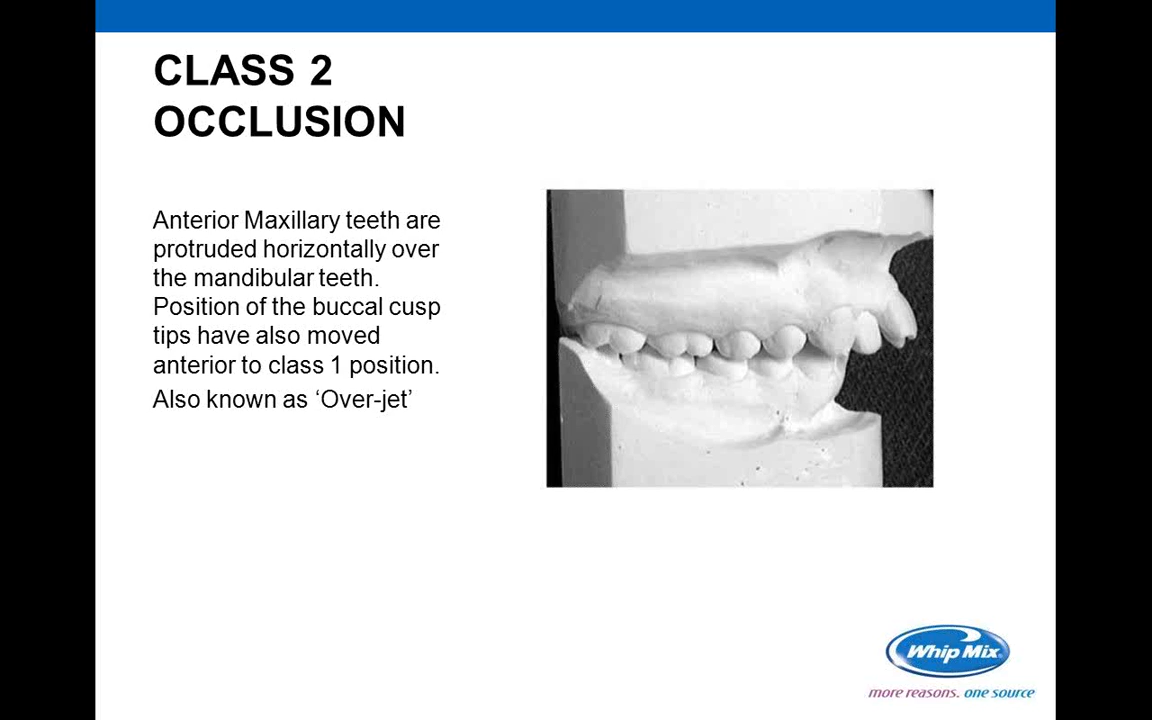 CLASS 2
OCCLUSION
Anterior Maxillary teeth are
protruded horizontally over
the mandibular teeth.
Position of the buccal cusp
tips have also moved
anterior to class 1 position.
Also known as ‘Over-jet’
Whip Mix®
more reasons. one source